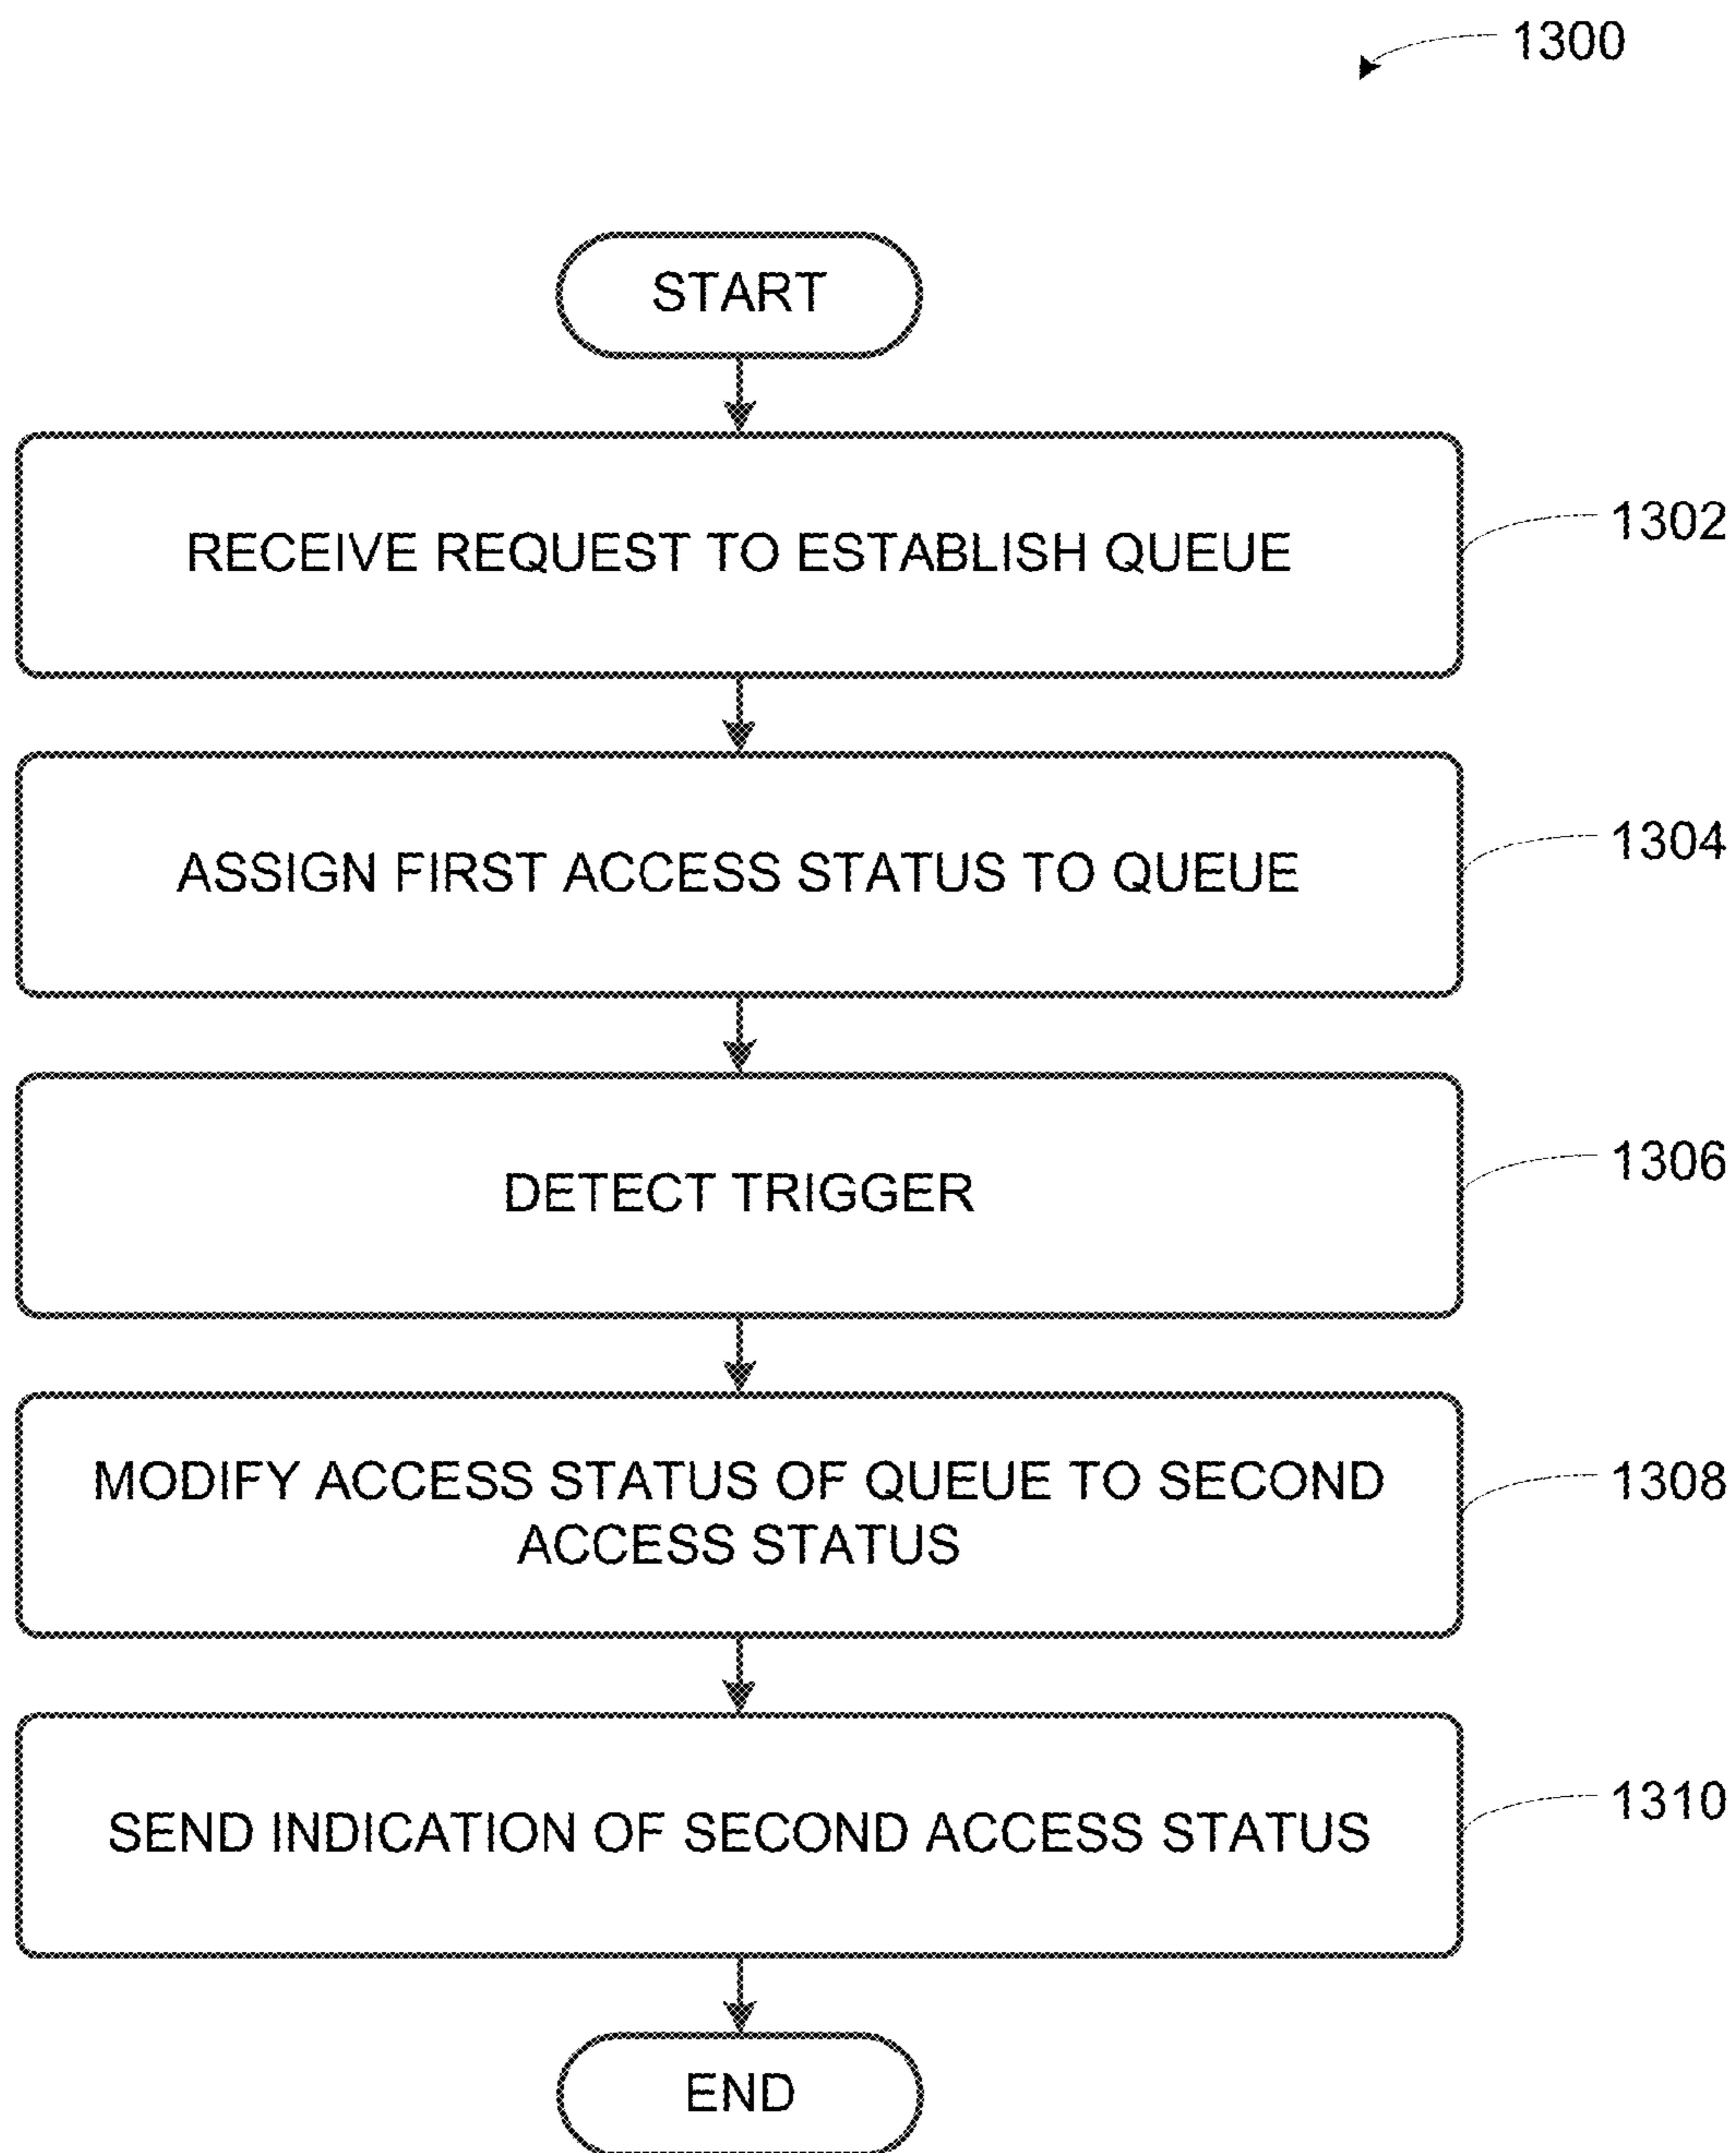 1300
START
RECEIVE REQUEST TO ESTABLISH QUEUE
1302
ASSIGN FIRST ACCESS STATUS TO QUEUE
1304
DETECT TRIGGER
1306
MODIFY ACCESS STATUS OF QUEUE TO SECOND
ACCESS STATUS
1308
SEND INDICATION OF SECOND ACCESS STATUS
1310
END